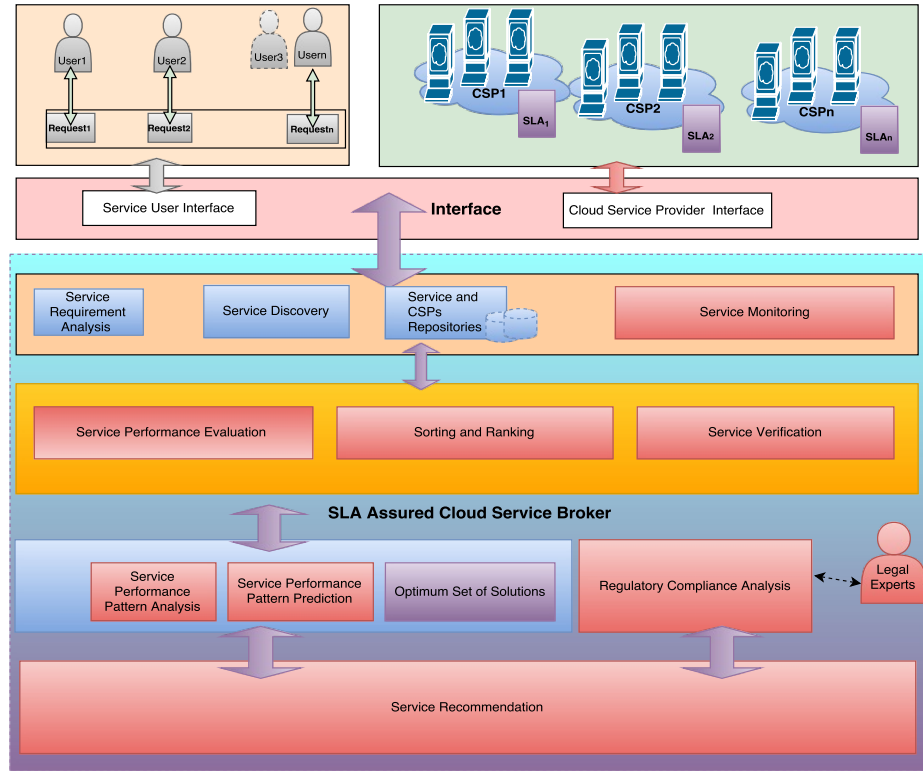 User1
User2
User3
Usern
Request1
Request2
Requestn
CSP1
CSP2
CSPn
SLA1
SLA2
SLAn
Service User Interface
Interface
Cloud Service Provider Interface
Service
Requirement
Analysis
Service Discovery
Service and
CSPs
Repositories
Service Monitoring
Service Performance Evaluation
Sorting and Ranking
Service Verification
SLA Assured Cloud Service Broker
Service
Performance
Pattern Analysis
Service Performance
Pattern Prediction
Optimum Set of Solutions
Regulatory Compliance Analysis
Legal
Experts
Service Recommendation